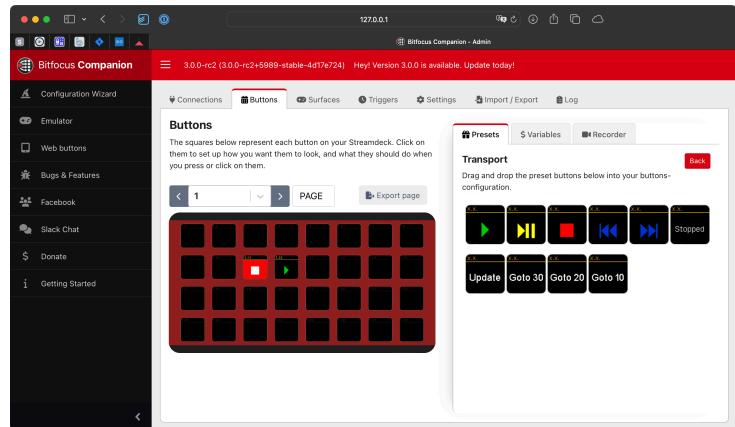 127.0.0.1
Bitfocus Companion - Admin
Bitfocus Companion
3.0.0-rc2 (3.0.0-rc2+5989-stable-4d17e724) Hey! Version 3.0.0 is available. Update today!
Configuration Wizard
Emulator
Web buttons
Bugs & Features
Facebook
Slack Chat
Donate
Getting Started
Connections
Buttons
Surfaces
Triggers
Settings
Import / Export
Log
Buttons
The squares below represent each button on your Streamdeck. Click on
them to set up how you want them to look, and what they should do when
you press or click on them.
1
PAGE
Export page
Presets
$ Variables
Recorder
Transport
Back
Drag and drop the preset buttons below into your buttons-
configuration.
X.X. X.X. X.X. X.X. X.X. X.X.
Stopped
X.X. X.X. X.X. X.X.
Update Goto 30 Goto 20 Goto 10